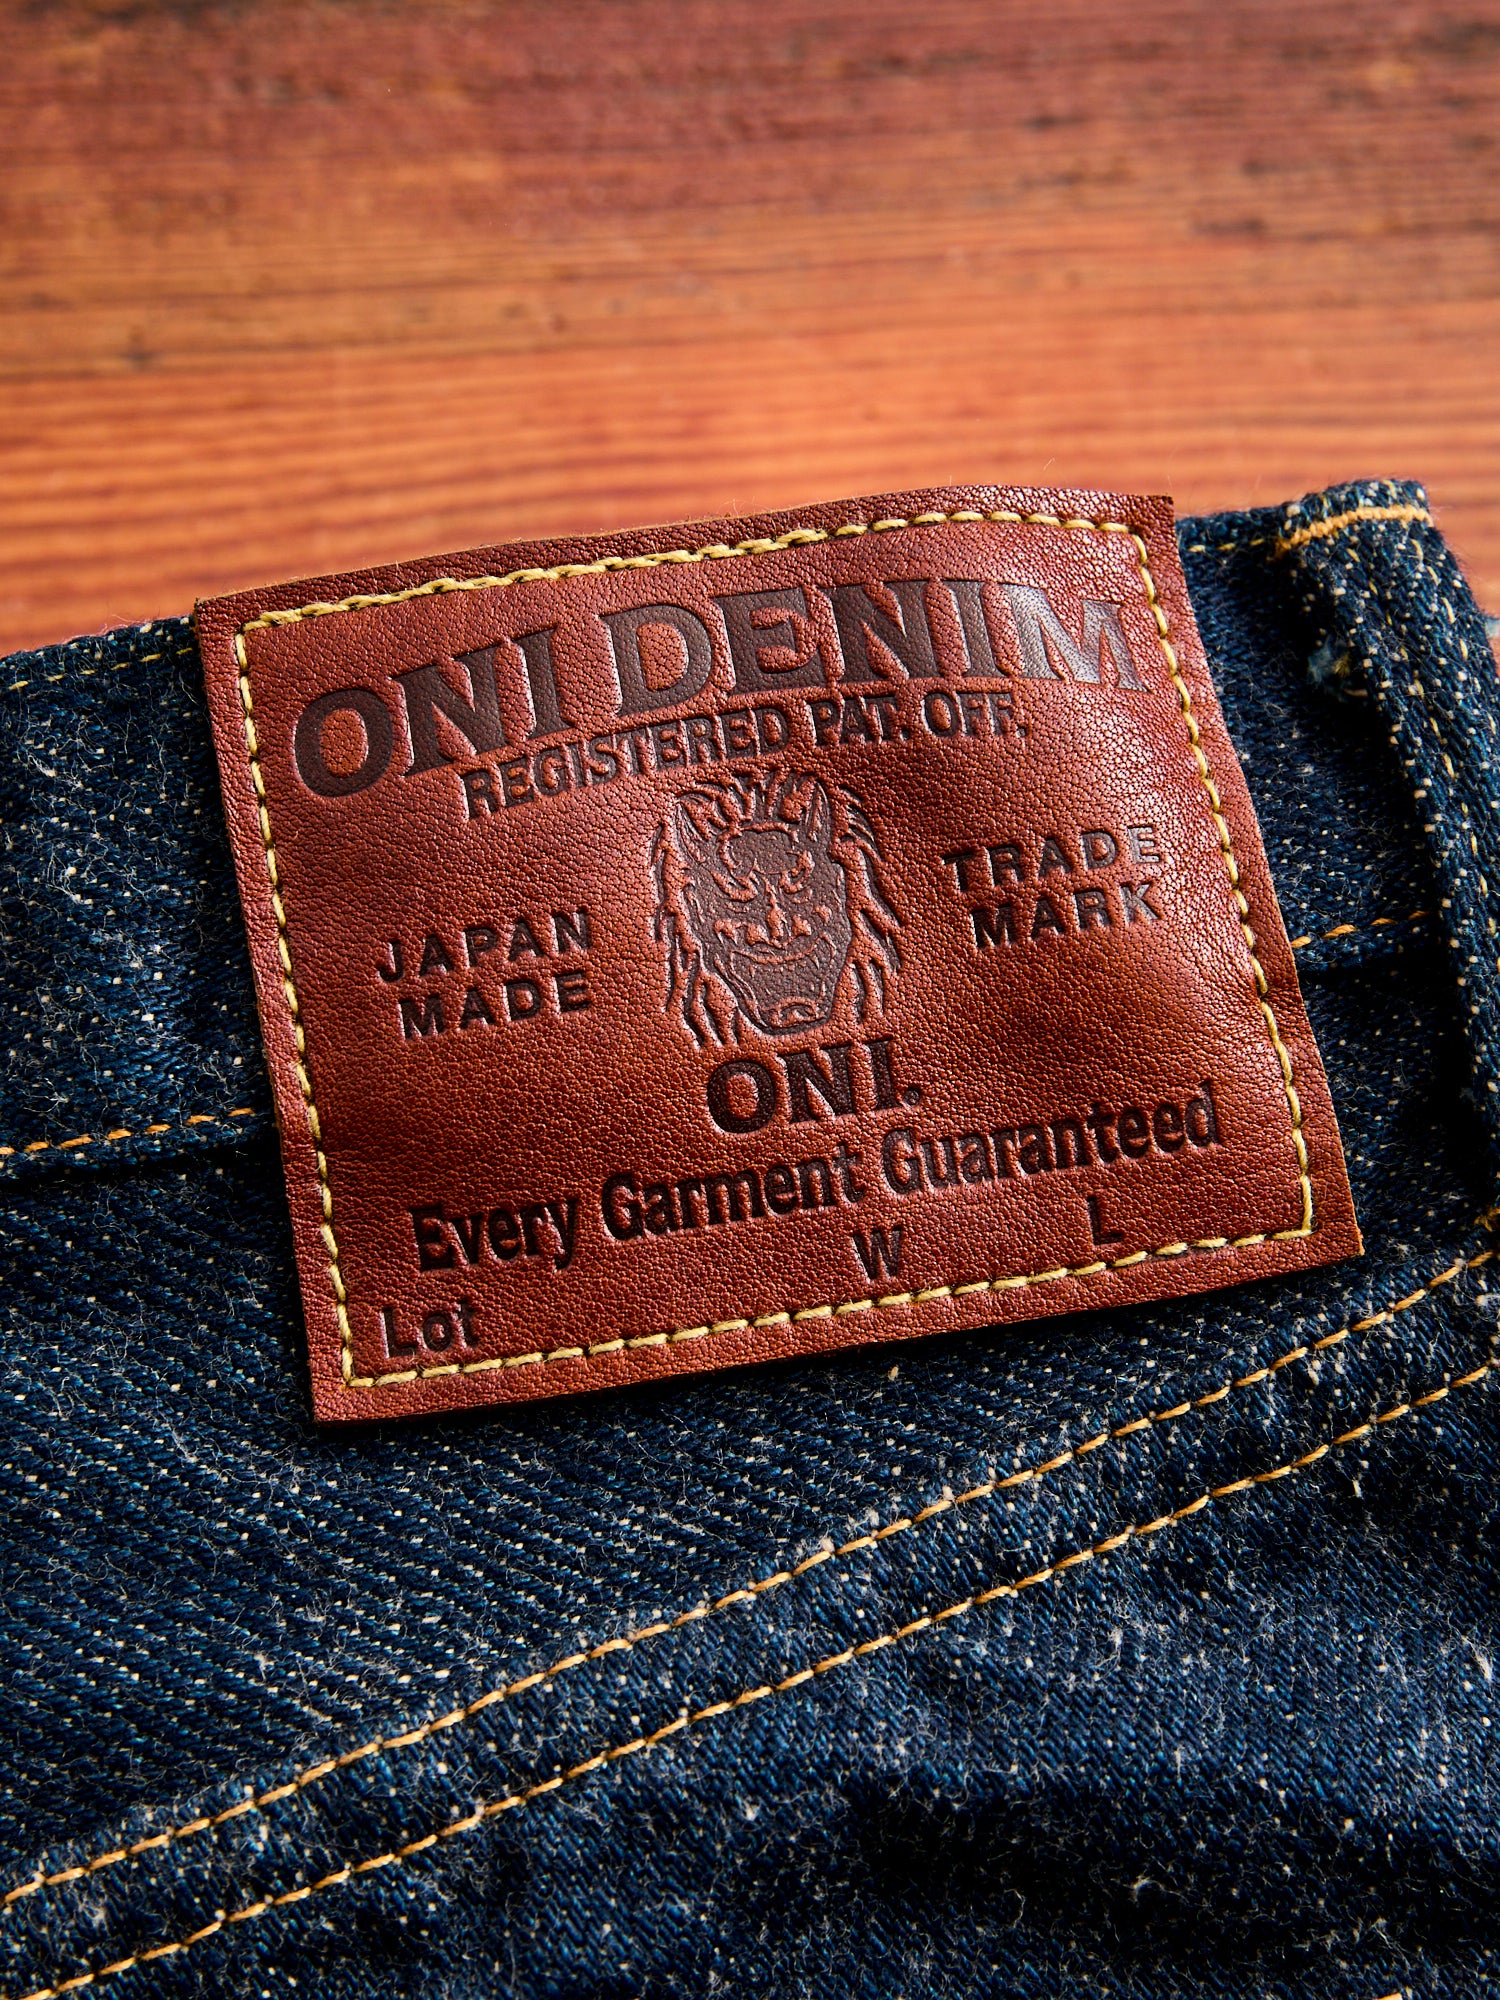 ONI DENIM
REGISTERED PAT. OFF.
JAPAN
MADE
TRADE
MARK
ONI.
Every Garment Guaranteed
Lot W L